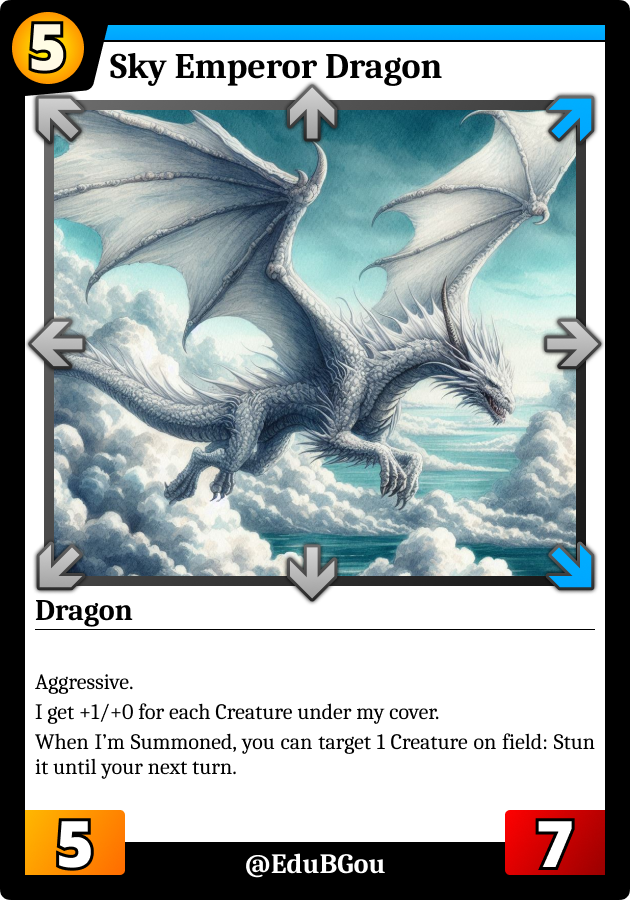 5
Sky Emperor Dragon
Dragon
Aggressive.
I get +1/+0 for each Creature under my cover.
When I’m Summoned, you can target 1 Creature on field: Stun
it until your next turn.
5
@EduBGou
7